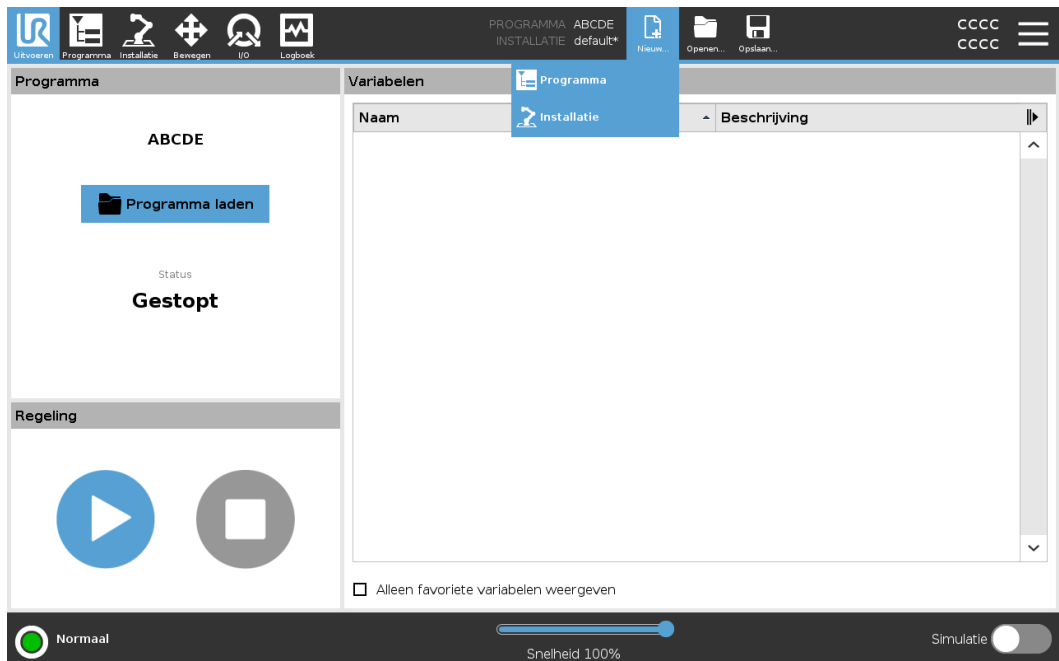 UR
Uitvoeren Programma Installatie Bewegen I/O Logboek
PROGRAMMA ABCDE
INSTALLATIE default*
Nieuw... Openen... Opslaan...
CCCC
CCCC
Programma
Installatie
Programma
ABCDE
Programma laden
Status
Gestopt
Regeling
Variabelen
Naam Beschrijving
Alleen favoriete variabelen weergeven
Normaal
Snelheid 100%
Simulatie